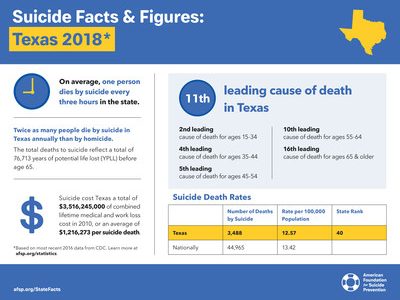 Suicide Facts & Figures:
Texas 2018*
On average, one person
dies by suicide every
three hours in the state.
Twice as many people die by suicide in
Texas annually than by homicide.
The total deaths to suicide reflect a total of
76,713 years of potential life lost (YPLL) before
age 65.
Suicide cost Texas a total of
$3,516,245,000 of combined
lifetime medical and work loss
cost in 2010, or an average of
$1,216,273 per suicide death.
*Based on most recent 2016 data from CDC. Learn more at
afsp.org/statistics.
11th
leading cause of death
in Texas
2nd leading
cause of death for ages 15-34
4th leading
cause of death for ages 35-44
5th leading
cause of death for ages 45-54
10th leading
cause of death for ages 55-64
16th leading
cause of death for ages 65 & older
Suicide Death Rates
Number of Deaths by Suicide
Rate per 100,000 Population
State Rank
Texas 3,488 12.57 40
Nationally 44,965 13.42
afsp.org/StateFacts
American
Foundation
for Suicide
Prevention